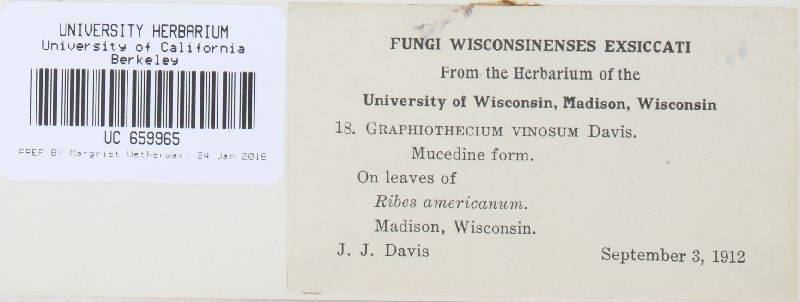 UNIVERSITY HERBARIUM
University of California
Berkeley
UC 659965
PREP BY Margriet Wetherwax, 24 Jan 2018
FUNGI WISCONSINENSES EXSICCATI
From the Herbarium of the
University of Wisconsin, Madison, Wisconsin
18. GRAPHIOTHECIUM VINOSUM Davis.
Mucedine form.
On leaves of
Ribes americanum.
Madison, Wisconsin.
J. J. Davis September 3, 1912